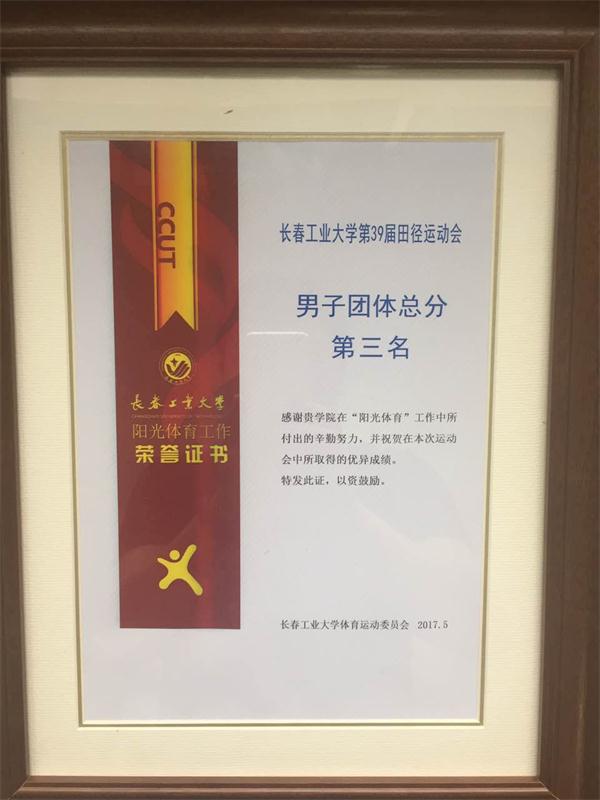 CCUT
长春工业大学
阳光体育工作
荣誉证书
长春工业大学第39届田径运动会
男子团体总分
第三名
感谢贵学院在“阳光体育”工作中所
付出的辛勤努力，并祝贺在本次运动
会中所取得的优异成绩。
特发此证，以资鼓励。
长春工业大学体育运动委员会 2017.5